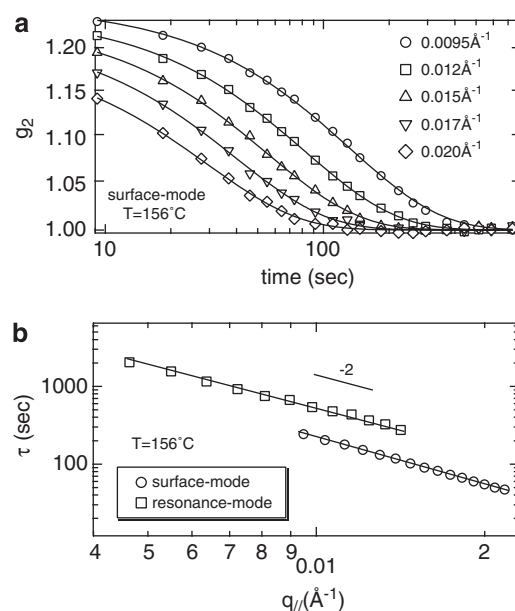 a
1.20
1.15
1.10
1.05
1.00
g2
0.0095Å-1
0.012Å-1
0.015Å-1
0.017Å-1
0.020Å-1
surface-mode
T=156˚C
10
100
time (sec)
b
1000
100
τ (sec)
-2
T=156˚C
surface-mode
resonance-mode
4
5
6
7
8
9
0.01
2
q//(Å-1)